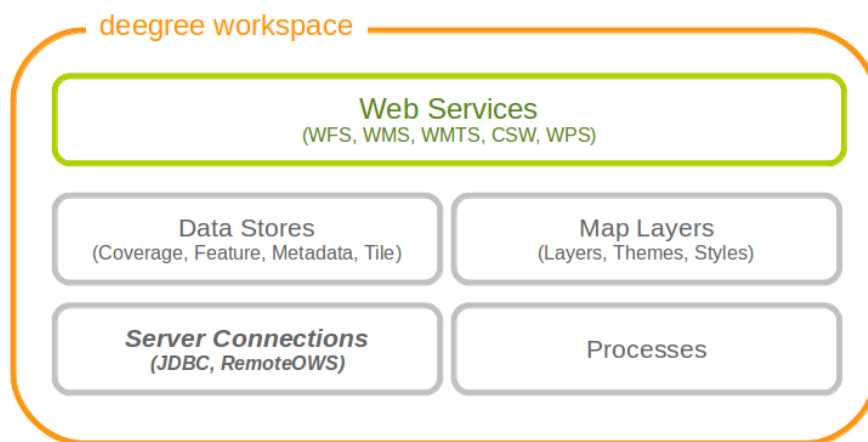 deegree workspace
Web Services
(WFS, WMS, WMTS, CSW, WPS)
Data Stores
(Coverage, Feature, Metadata, Tile)
Map Layers
(Layers, Themes, Styles)
Server Connections
(JDBC, RemoteOWS)
Processes